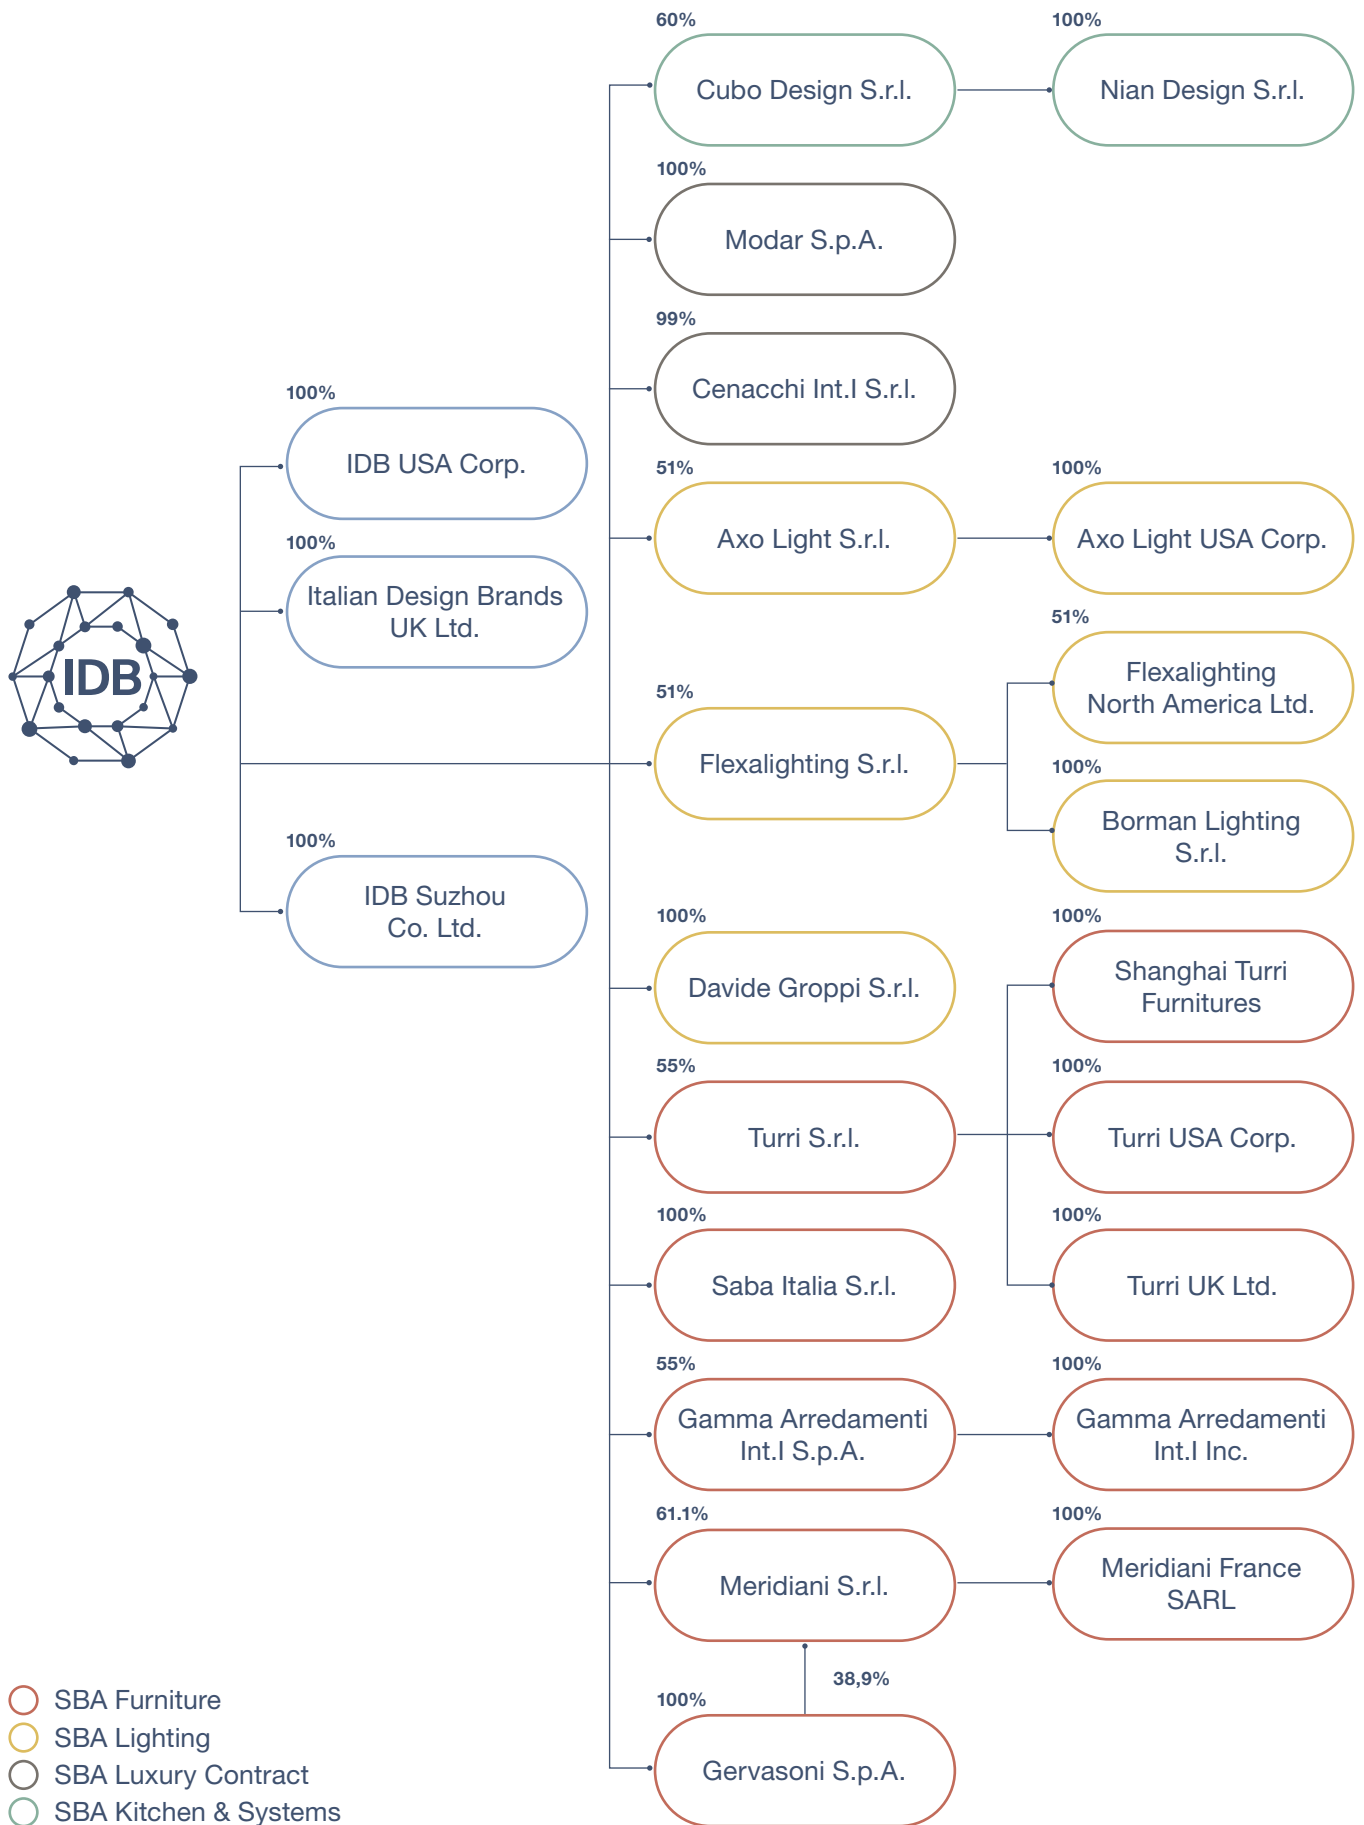 60%
Cubo Design S.r.l.
100%
Nian Design S.r.l.
100%
Modar S.p.A.
99%
Cenacchi Int.I S.r.l.
100%
IDB USA Corp.
51%
Axo Light S.r.l.
100%
Axo Light USA Corp.
100%
Italian Design Brands
UK Ltd.
IDB
51%
Flexalighting S.r.l.
51%
Flexalighting
North America Ltd.
100%
Borman Lighting
S.r.l.
100%
IDB Suzhou
Co. Ltd.
100%
Davide Groppi S.r.l.
100%
Shanghai Turri
Furnitures
55%
Turri S.r.l.
100%
Turri USA Corp.
100%
Saba Italia S.r.l.
100%
Turri UK Ltd.
55%
Gamma Arredamenti
Int.I S.p.A.
100%
Gamma Arredamenti
Int.I Inc.
61.1%
Meridiani S.r.l.
100%
Meridiani France
SARL
38,9%
100%
Gervasoni S.p.A.
SBA Furniture
SBA Lighting
SBA Luxury Contract
SBA Kitchen & Systems